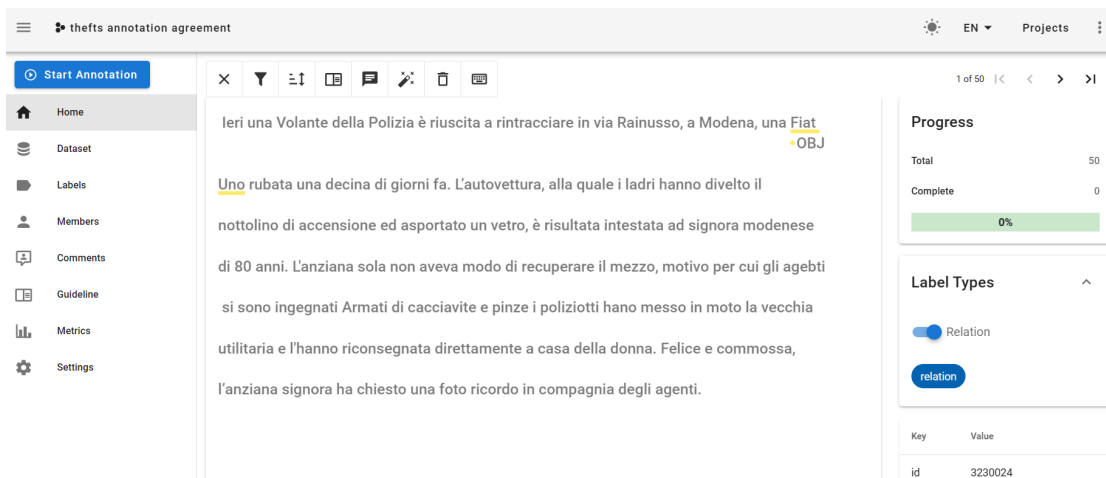 thefts annotation agreement
EN
Projects
Start Annotation
Home
Dataset
Labels
Members
Comments
Guideline
Metrics
Settings
1 of 50
Ieri una Volante della Polizia è riuscita a rintracciare in via Rainusso, a Modena, una Fiat
•OBJ
Uno rubata una decina di giorni fa. L'autovettura, alla quale i ladri hanno divelto il
nottolino di accensione ed asportato un vetro, è risultata intestata ad signora modenese
di 80 anni. L'anziana sola non aveva modo di recuperare il mezzo, motivo per cui gli agebti
si sono ingegnati Armati di cacciavite e pinze i poliziotti hano messo in moto la vecchia
utilitaria e l'hanno riconsegnata direttamente a casa della donna. Felice e commossa,
l'anziana signora ha chiesto una foto ricordo in compagnia degli agenti.
Progress
Total 50
Complete 0
0%
Label Types
Relation
relation
Key Value
id 3230024